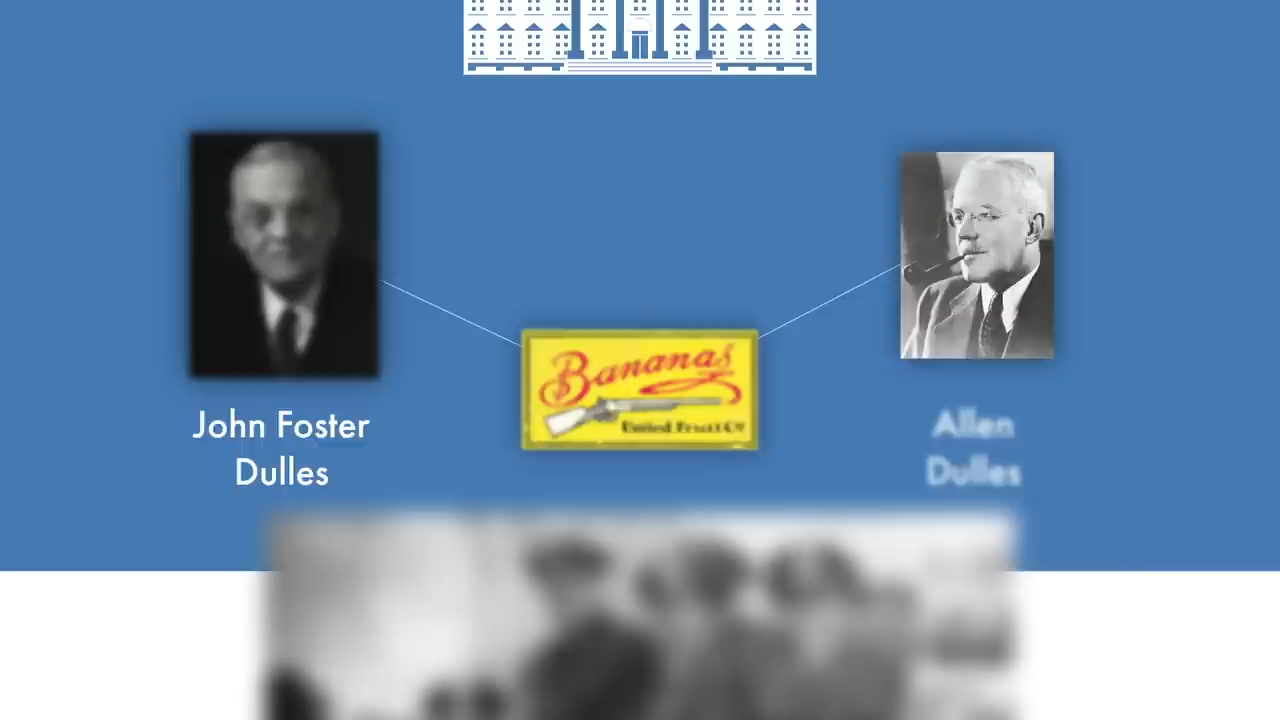 Bananas
United Fruit Co
John Foster
Dulles
Allen
Dulles